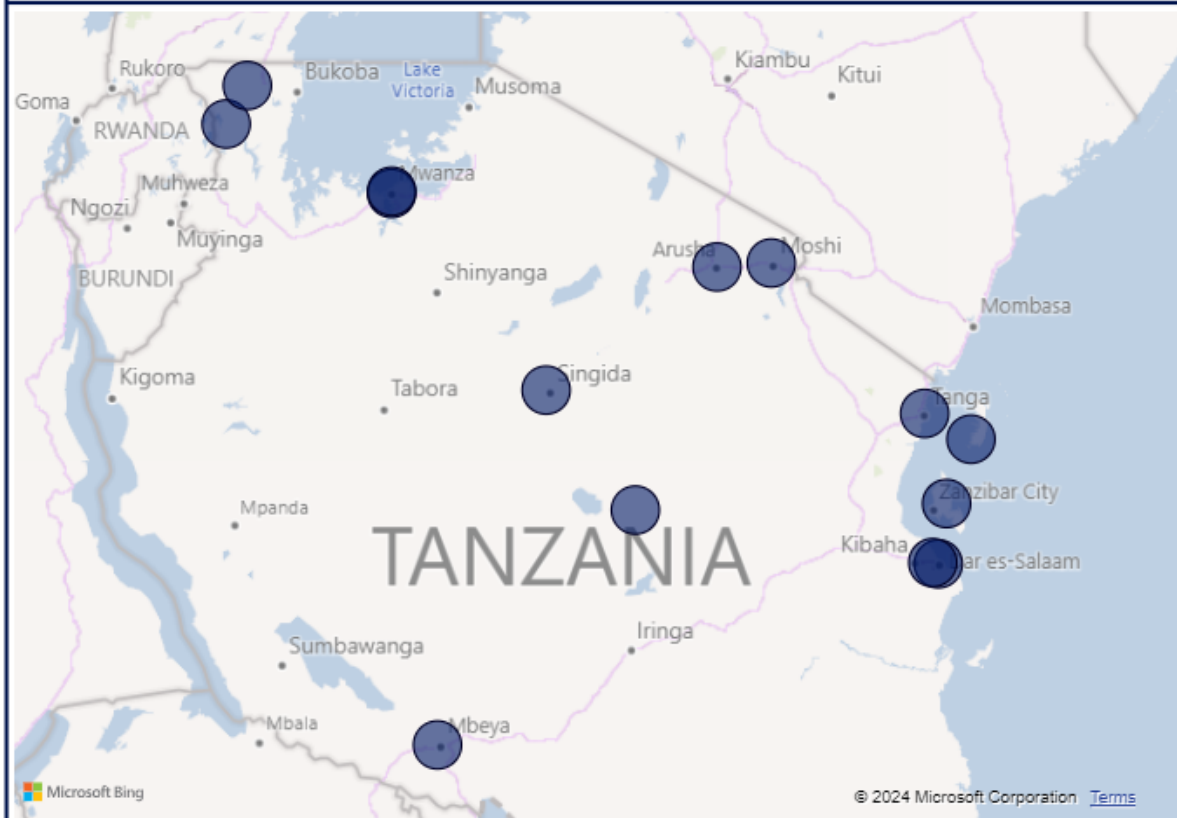 Kiambu
Rukoro
Bukoba
Lake
Victoria
Kitui
Musoma
Goma
RWANDA
Mwanza
Muhweza
Ngozi
Muyinga
Arusha
Moshi
BURUNDI
Shinyanga
Mombasa
Kigoma
Singida
Tabora
Tanga
Zanzibar City
Mpanda
TANZANIA
Kibaha
ar es-Salaam
Iringa
Sumbawanga
Mbala
Mbeya
Microsoft Bing
© 2024 Microsoft Corporation Terms